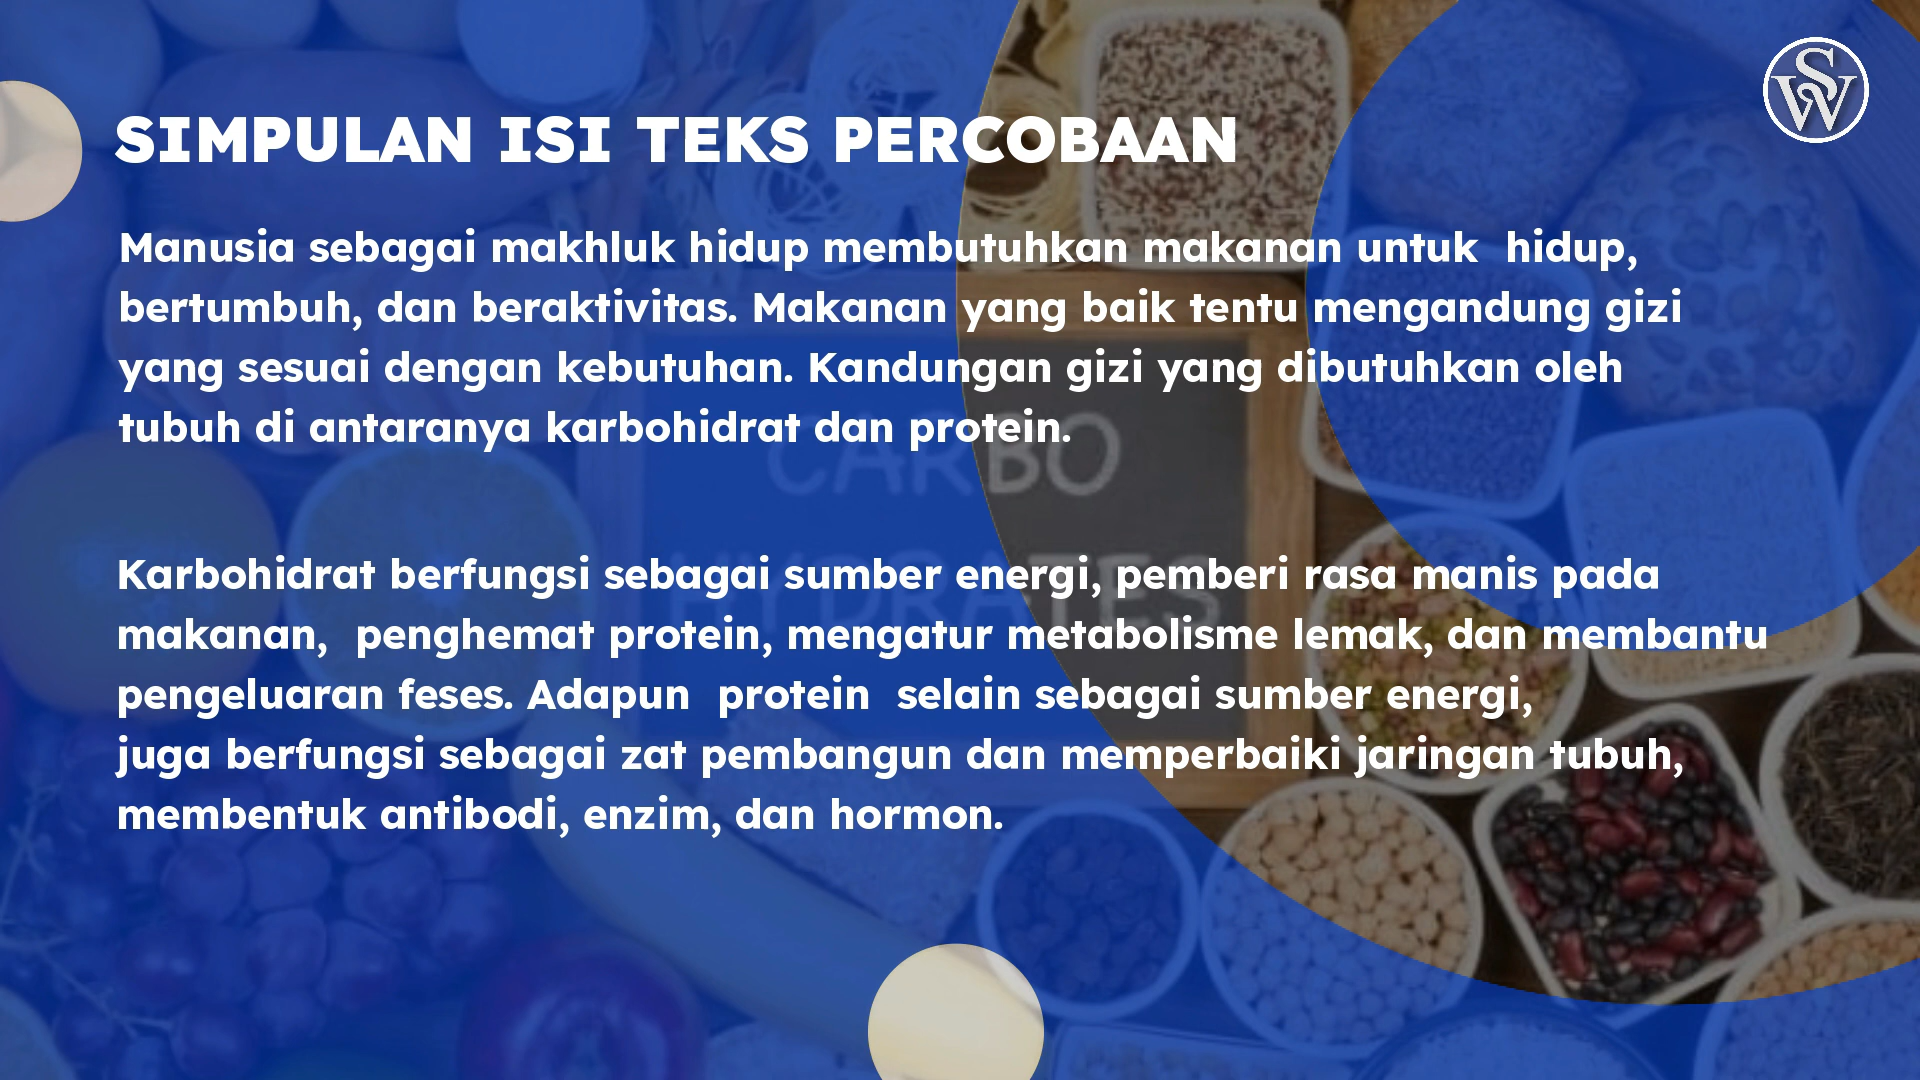 SW
SIMPULAN ISI TEKS PERCOBAAN
Manusia sebagai makhluk hidup membutuhkan makanan untuk  hidup,
bertumbuh, dan beraktivitas. Makanan yang baik tentu mengandung gizi
yang sesuai dengan kebutuhan. Kandungan gizi yang dibutuhkan oleh
tubuh di antaranya karbohidrat dan protein.
CARBO
HYDRATES
Karbohidrat berfungsi sebagai sumber energi, pemberi rasa manis pada
makanan,  penghemat protein, mengatur metabolisme lemak, dan membantu
pengeluaran feses. Adapun  protein  selain sebagai sumber energi,
juga berfungsi sebagai zat pembangun dan memperbaiki jaringan tubuh,
membentuk antibodi, enzim, dan hormon.